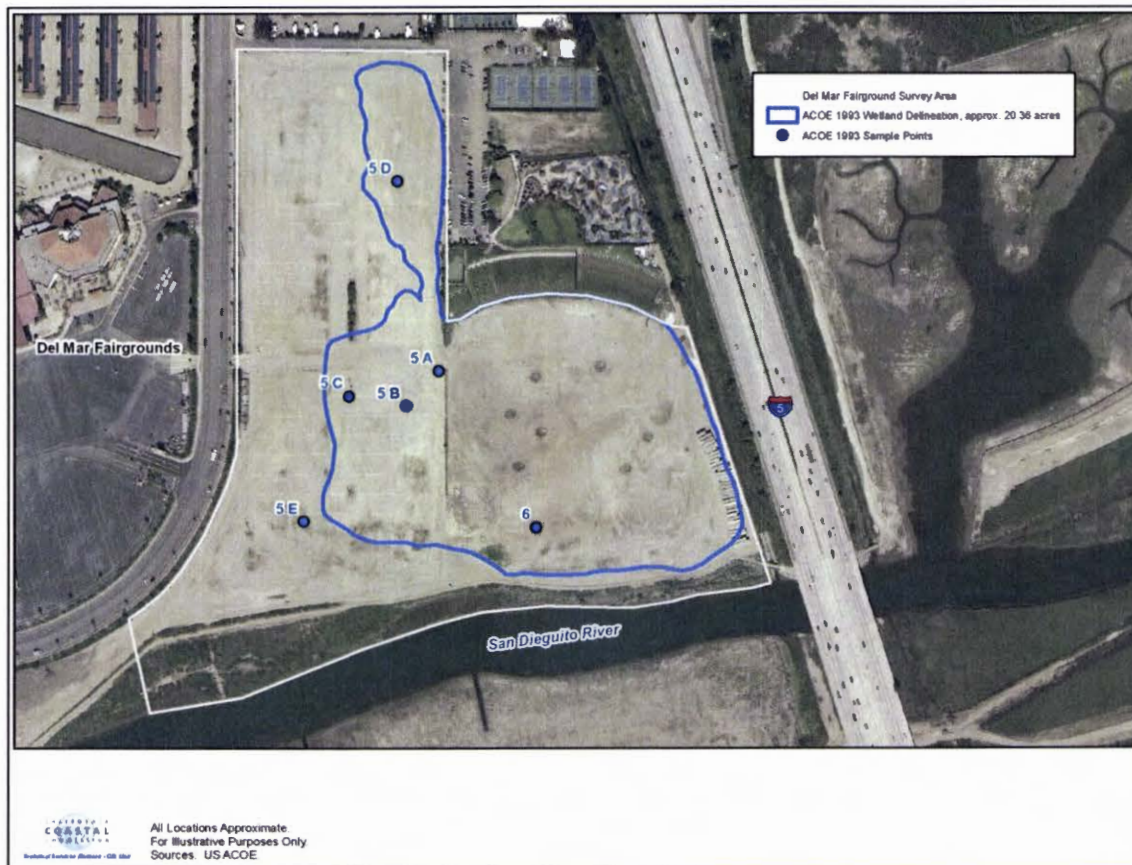 Del Mar Fairground Survey Area
ACOE 1993 Wetland Delineation, approx. 20.36 acres
ACOE 1993 Sample Points
5 D
Del Mar Fairgrounds
5 A
5 C
5 B
5
5 E
6
San Dieguito River
COASTAL
All Locations Approximate.
For Illustrative Purposes Only.
Sources: US ACOE